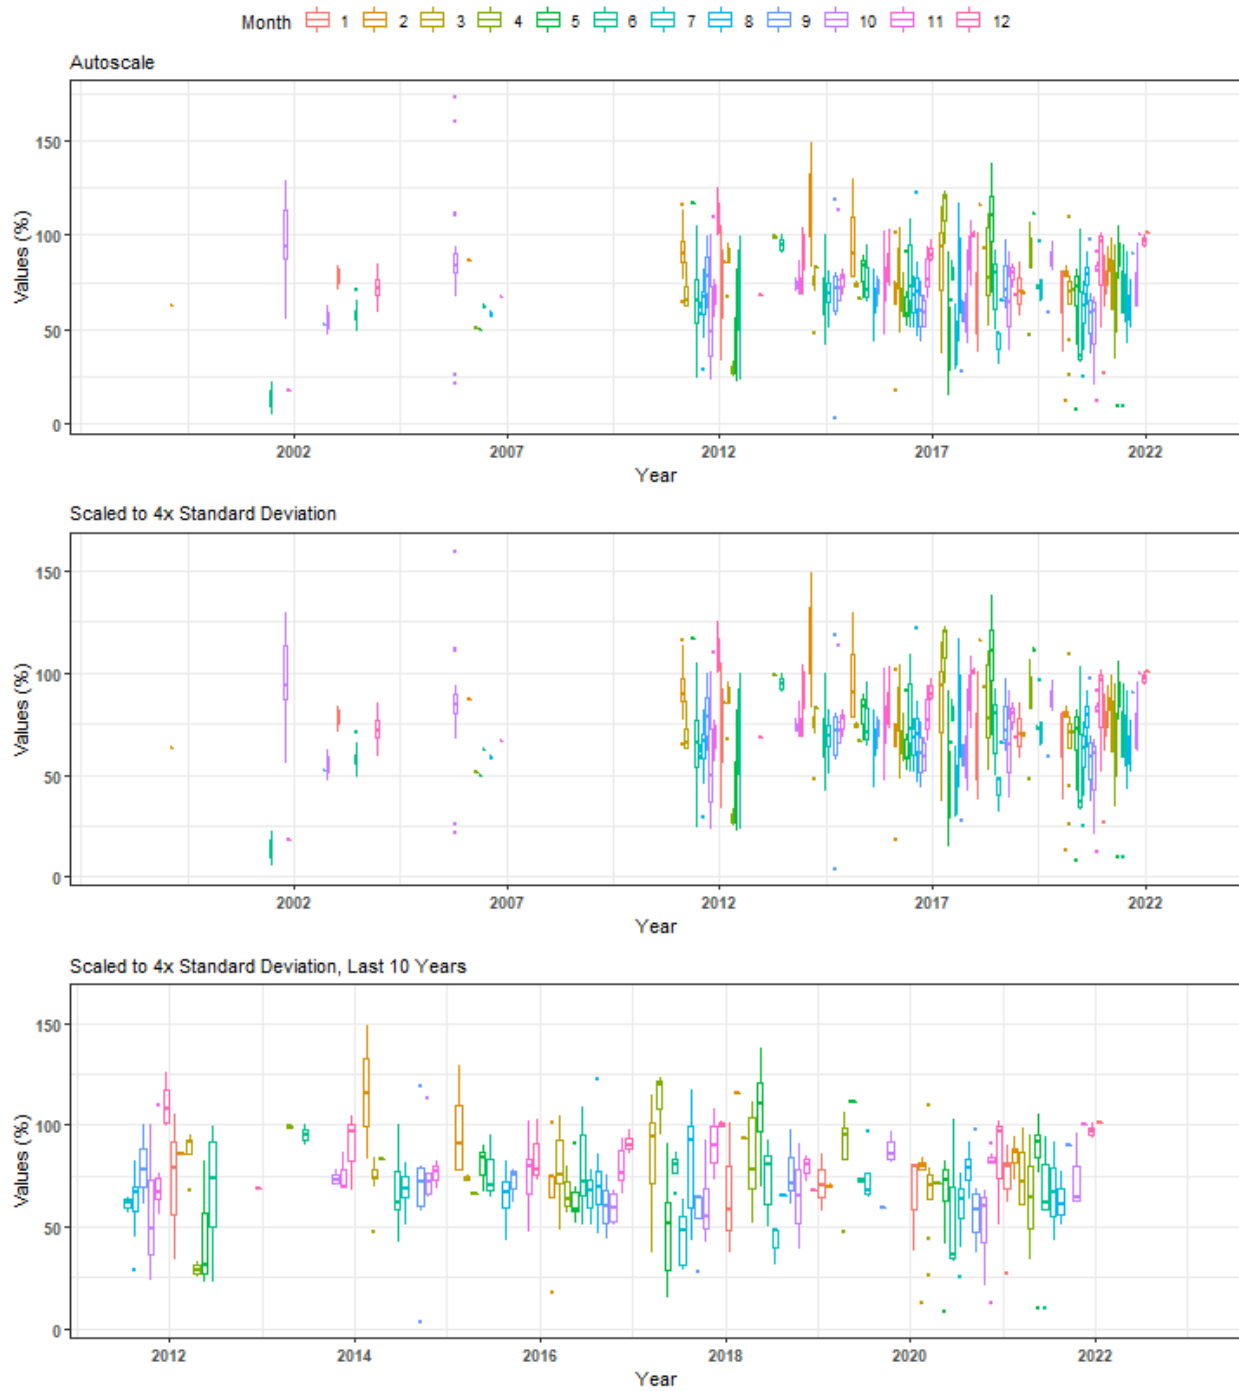 Month 1 2 3 4 5 6 7 8 9 10 11 12
Autoscale
Values (%)
150
100
50
0
2002 2007 2012 2017 2022
Year
Scaled to 4x Standard Deviation
Values (%)
150
100
50
0
2002 2007 2012 2017 2022
Year
Scaled to 4x Standard Deviation, Last 10 Years
Values (%)
150
100
50
0
2012 2014 2016 2018 2020 2022
Year